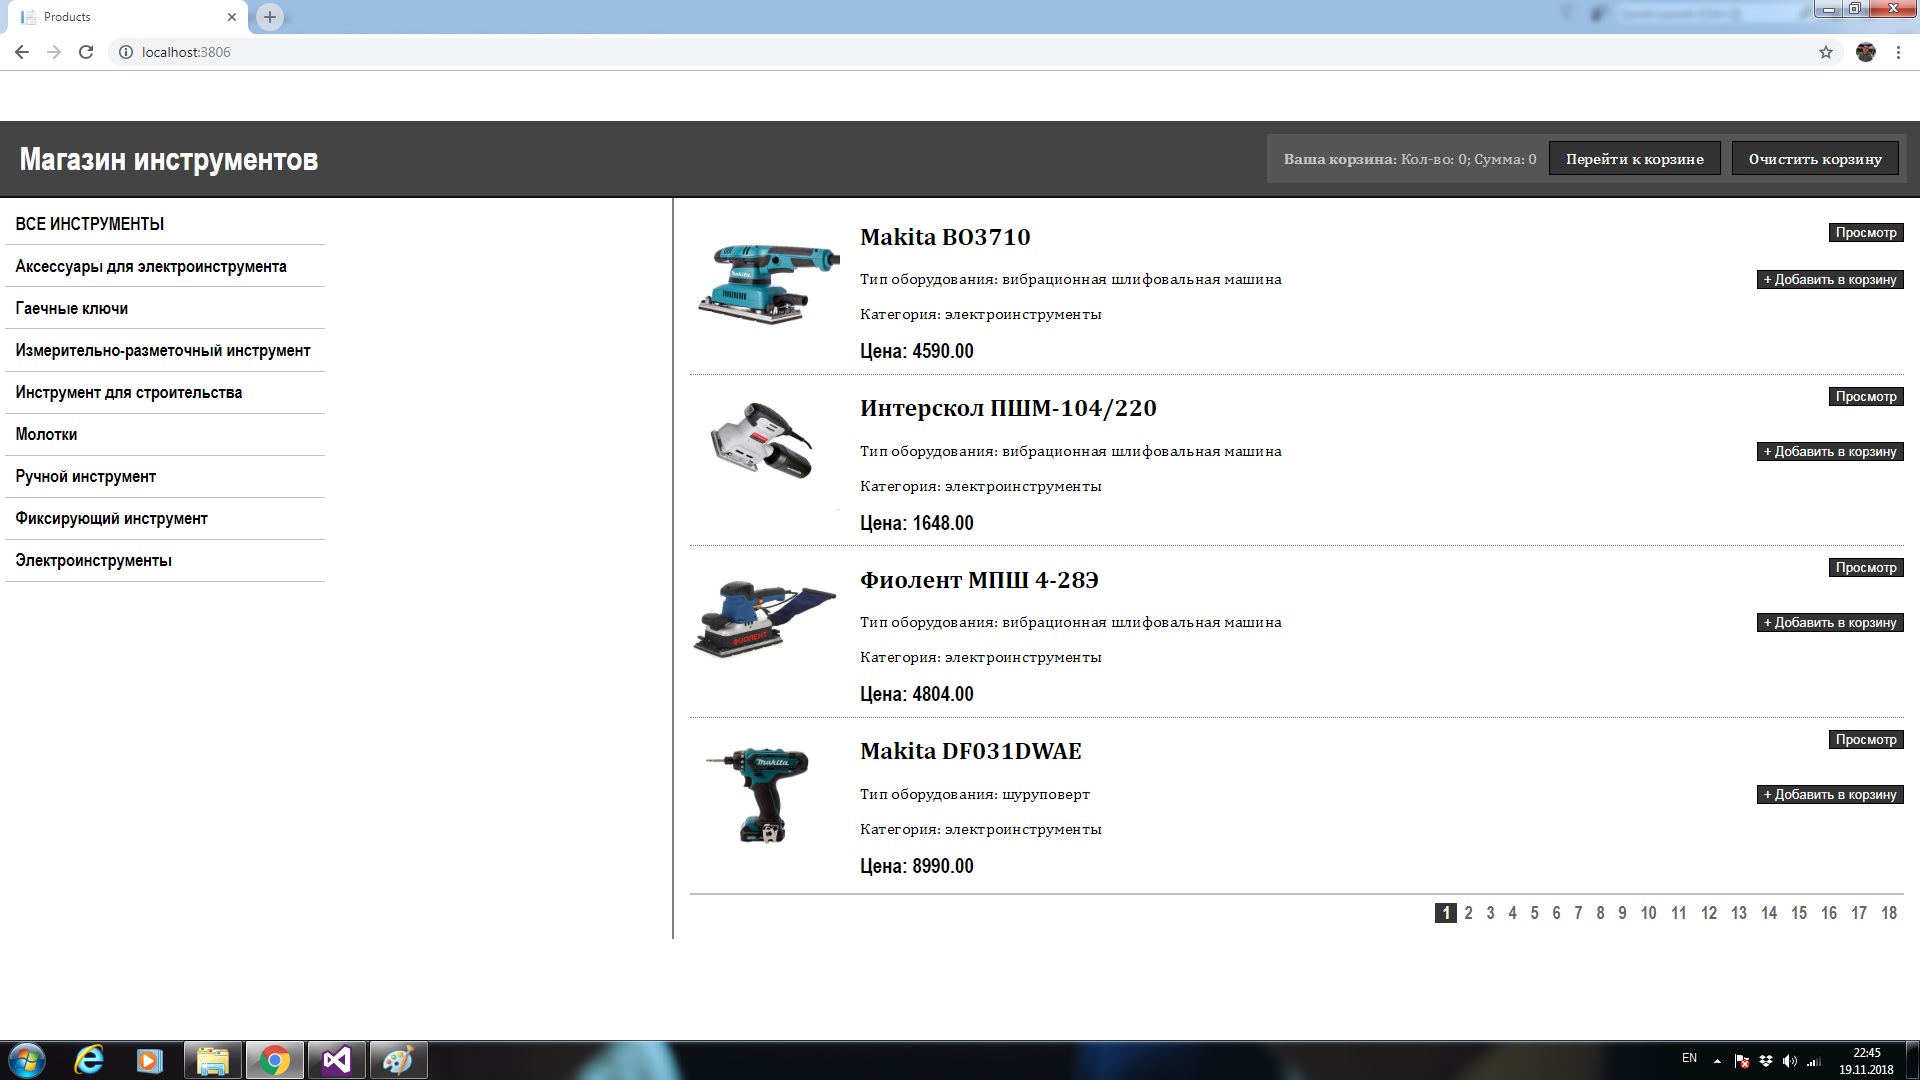 Products
localhost:3806
Магазин инструментов
Ваша корзина: Кол-во: 0; Сумма: 0
Перейти к корзине
Очистить корзину
ВСЕ ИНСТРУМЕНТЫ
Аксессуары для электроинструмента
Гаечные ключи
Измерительно-разметочный инструмент
Инструмент для строительства
Молотки
Ручной инструмент
Фиксирующий инструмент
Электроинструменты
Makita BO3710
Просмотр
Тип оборудования: вибрационная шлифовальная машина
+ Добавить в корзину
Категория: электроинструменты
Цена: 4590.00
Интерскол ПШМ-104/220
Просмотр
Тип оборудования: вибрационная шлифовальная машина
+ Добавить в корзину
Категория: электроинструменты
Цена: 1648.00
Фиолент МПШ 4-28Э
Просмотр
Тип оборудования: вибрационная шлифовальная машина
+ Добавить в корзину
Категория: электроинструменты
ФИОЛЕНТ
Цена: 4804.00
Makita DF031DWAE
Просмотр
Makita
Тип оборудования: шуруповерт
+ Добавить в корзину
Категория: электроинструменты
Цена: 8990.00
1 2 3 4 5 6 7 8 9 10 11 12 13 14 15 16 17 18
EN
22:45
19.11.2018